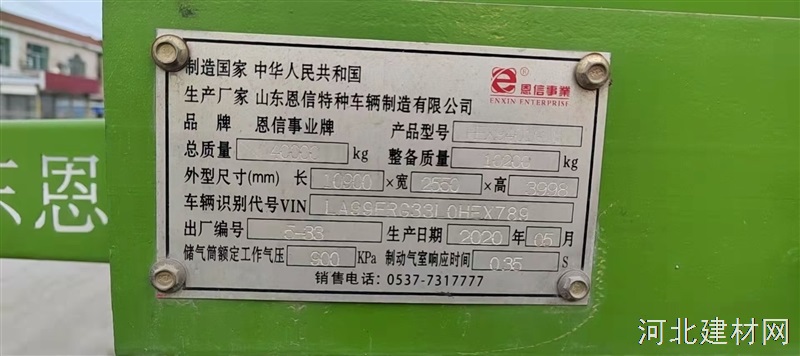 制造国家 中华人民共和国
恩信事業
ENXIN ENTERPRISE
生产厂家 山东恩信特种车辆制造有限公司
品 牌 恩信事业牌 产品型号
总质量 40000 kg 整备质量 10200 kg
外型尺寸(mm) 长 10900 ×宽 2550 ×高 3998
车辆识别代号VIN
出厂编号 5-33 生产日期 2020 年 05 月
储气筒额定工作气压 900 KPa 制动气室响应时间 0.35 S
销售电话: 0537-7317777
恩
河北建材网